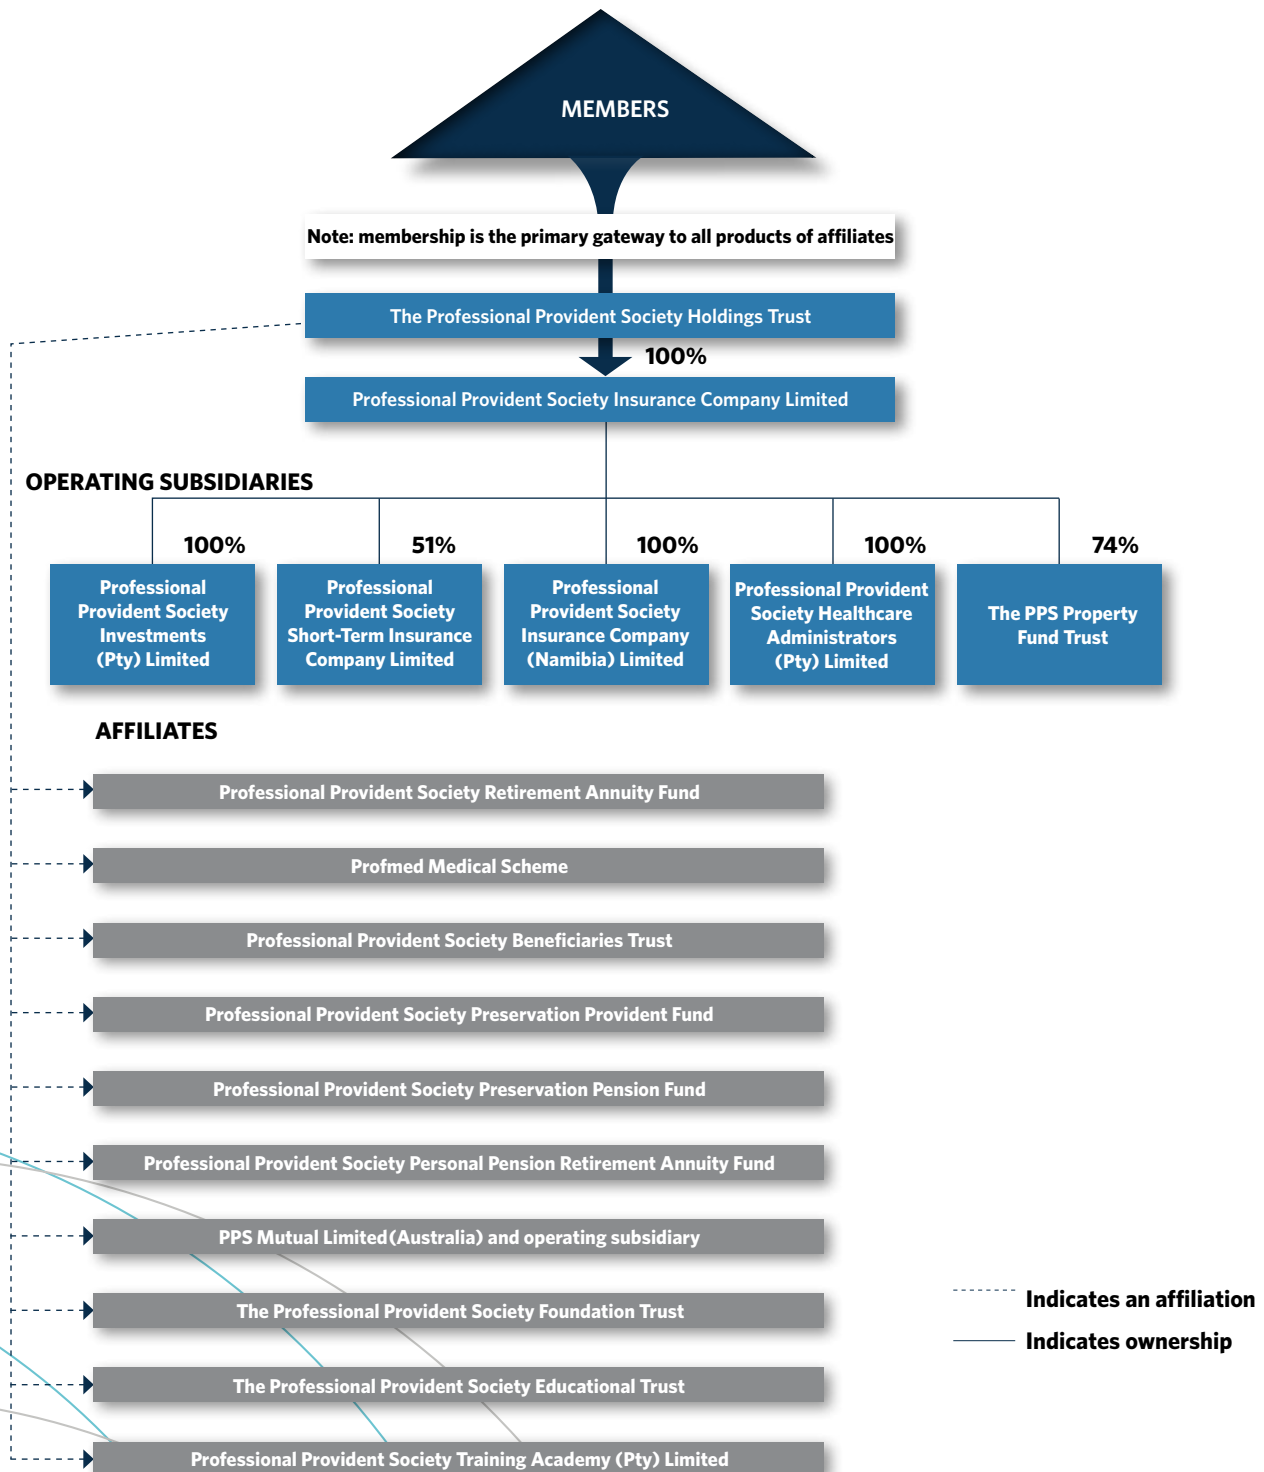 MEMBERS
Note: membership is the primary gateway to all products of affiliates
The Professional Provident Society Holdings Trust
100%
Professional Provident Society Insurance Company Limited
OPERATING SUBSIDIARIES
100%
Professional
Provident Society
Investments
(Pty) Limited
51%
Professional
Provident Society
Short-Term Insurance
Company Limited
100%
Professional
Provident Society
Insurance Company
(Namibia) Limited
100%
Professional Provident
Society Healthcare
Administrators
(Pty) Limited
74%
The PPS Property
Fund Trust
AFFILIATES
Professional Provident Society Retirement Annuity Fund
Profmed Medical Scheme
Professional Provident Society Beneficiaries Trust
Professional Provident Society Preservation Provident Fund
Professional Provident Society Preservation Pension Fund
Professional Provident Society Personal Pension Retirement Annuity Fund
PPS Mutual Limited(Australia) and operating subsidiary
The Professional Provident Society Foundation Trust
The Professional Provident Society Educational Trust
Professional Provident Society Training Academy (Pty) Limited
Indicates an affiliation
Indicates ownership